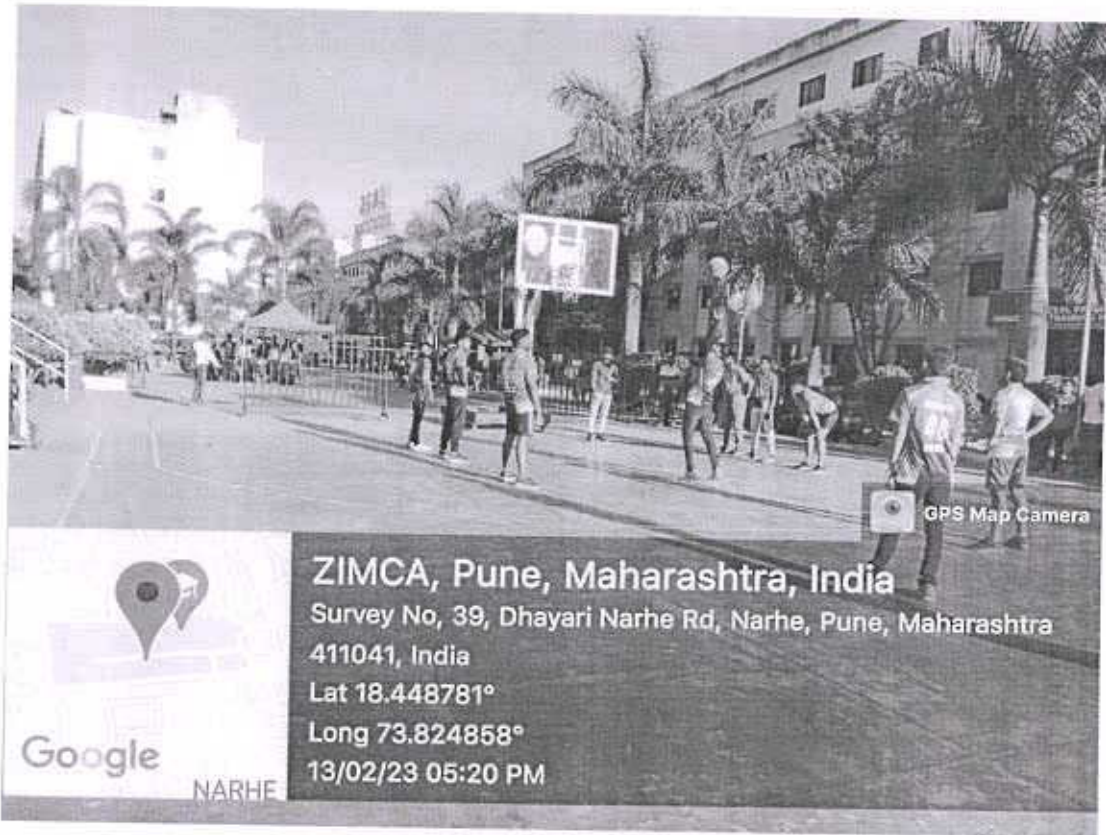 GPS Map Camera
ZIMCA, Pune, Maharashtra, India
Survey No, 39, Dhayari Narhe Rd, Narhe, Pune, Maharashtra
411041, India
Lat 18.448781°
Long 73.824858°
13/02/23 05:20 PM
Google
NARHE